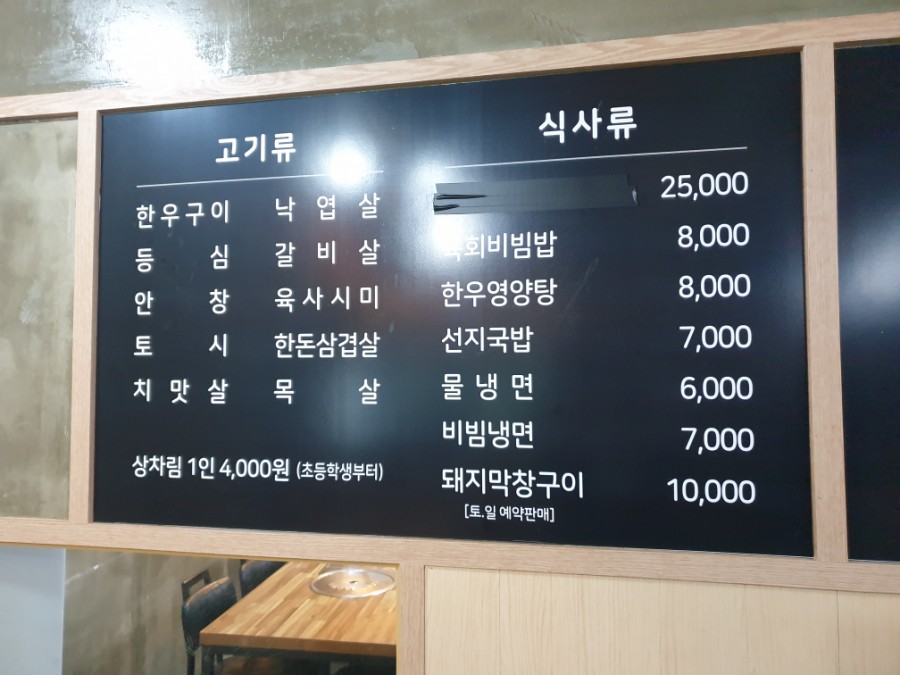 고기류
한우구이 낙엽살
등심 갈비살
안창 육사시미
토시 한돈삼겹살
치맛살 목살
상차림 1인 4,000원 (초등학생부터)
식사류
25,000
회비빔밥 8,000
한우영양탕 8,000
선지국밥 7,000
물냉면 6,000
비빔냉면 7,000
돼지막창구이 10,000
[토.일 예약판매]